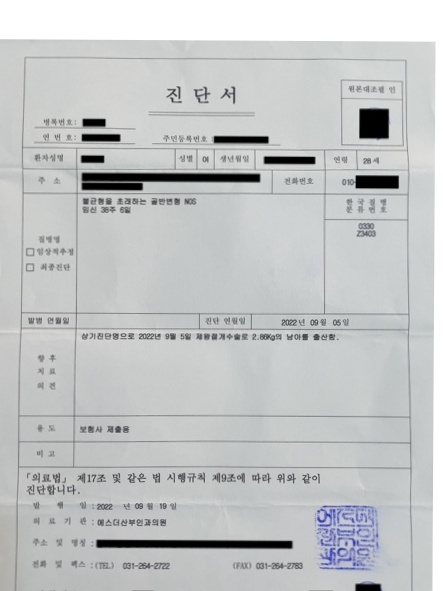 진 단 서
원본대조필 인
병록번호:
연 번 호:
주민등록번호 :
환자성명 성별 여 생년월일 연령 28 세
주 소 전화번호 010-
질병명
□ 임상적추정
□ 최종진단
불균형을 초래하는 골반변형 NOS
임신 38주 6일
한 국 질 병
분 류 번 호
0330
Z3403
발병 연월일 진단 연월일 2022 년 09 월 05 일
향 후
치 료
의 견
상기진단명으로 2022년 9월 5일 제왕절개수술로 2.86Kg의 남아를 출산함.
용 도 보험사 제출용
비 고
「의료법」 제17조 및 같은 법 시행규칙 제9조에 따라 위와 같이
진단합니다.
발 행 일 : 2022 년 09 월 19 일
의 료 기 관 : 에스더산부인과의원
주소 및 명칭 :
전화 및 팩스 : (TEL) 031-264-2722 (FAX) 031-264-2783